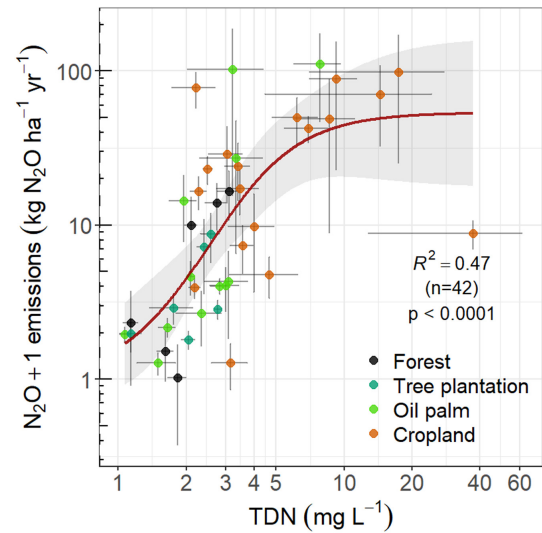 N₂O + 1 emissions (kg N₂O ha⁻¹ yr⁻¹)
100
10
1
R² = 0.47
(n=42)
p < 0.0001
Forest
Tree plantation
Oil palm
Cropland
1 2 3 4 5 10 20 40 60
TDN (mg L⁻¹)